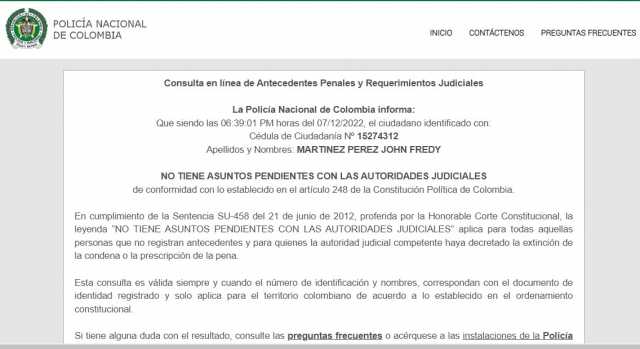 POLICÍA NACIONAL
DE COLOMBIA
INICIO CONTÁCTENOS PREGUNTAS FRECUENTES
Consulta en línea de Antecedentes Penales y Requerimientos Judiciales
La Policía Nacional de Colombia informa:
Que siendo las 06:39:01 PM horas del 07/12/2022, el ciudadano identificado con:
Cédula de Ciudadanía Nº 15274312
Apellidos y Nombres: MARTINEZ PEREZ JOHN FREDY
NO TIENE ASUNTOS PENDIENTES CON LAS AUTORIDADES JUDICIALES
de conformidad con lo establecido en el artículo 248 de la Constitución Política de Colombia.
En cumplimiento de la Sentencia SU-458 del 21 de junio de 2012, proferida por la Honorable Corte Constitucional, la
leyenda "NO TIENE ASUNTOS PENDIENTES CON LAS AUTORIDADES JUDICIALES" aplica para todas aquellas
personas que no registran antecedentes y para quienes la autoridad judicial competente haya decretado la extinción de
la condena o la prescripción de la pena.
Esta consulta es válida siempre y cuando el número de identificación y nombres, correspondan con el documento de
identidad registrado y solo aplica para el territorio colombiano de acuerdo a lo establecido en el ordenamiento
constitucional.
Si tiene alguna duda con el resultado, consulte las preguntas frecuentes o acérquese a las instalaciones de la Policía